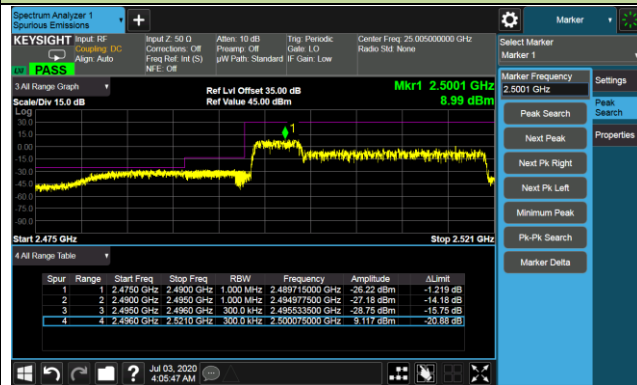 Spectrum Analyzer 1
Spurious Emissions
+
Marker
KEYSIGHT
Input: RF
Coupling: DC
Align: Auto
Input Z: 50 Ω
Corrections: Off
Freq Ref: Int (S)
NFE: Off
Atten: 10 dB
Preamp: Off
µW Path: Standard
Trig: Periodic
Gate: LO
IF Gain: Low
Center Freq: 25.005000000 GHz
Radio Std: None
LW PASS
Select Marker
Marker 1
3 All Range Graph
Ref Lvl Offset 35.00 dB
Mkr1 2.5001 GHz
Scale/Div 15.0 dB
Ref Value 45.00 dBm
8.99 dBm
Log
30.0
15.0
0.00
-15.0
-30.0
-45.0
-60.0
-75.0
-90.0
1
Start 2.475 GHz
Stop 2.521 GHz
Marker Frequency
2.5001 GHz
Peak Search
Next Peak
Next Pk Right
Next Pk Left
Minimum Peak
Pk-Pk Search
Marker Delta
Settings
Peak
Search
Properties
4 All Range Table
Spur Range Start Freq Stop Freq RBW Frequency Amplitude ΔLimit
1 1 2.4750 GHz 2.4900 GHz 1.000 MHz 2.489715000 GHz -26.22 dBm -1.219 dB
2 2 2.4900 GHz 2.4950 GHz 1.000 MHz 2.494977500 GHz -27.18 dBm -14.18 dB
3 3 2.4950 GHz 2.4960 GHz 300.0 kHz 2.495533500 GHz -28.75 dBm -15.75 dB
4 4 2.4960 GHz 2.5210 GHz 300.0 kHz 2.500075000 GHz 9.117 dBm -20.88 dB
?
Jul 03, 2020
4:05:47 AM